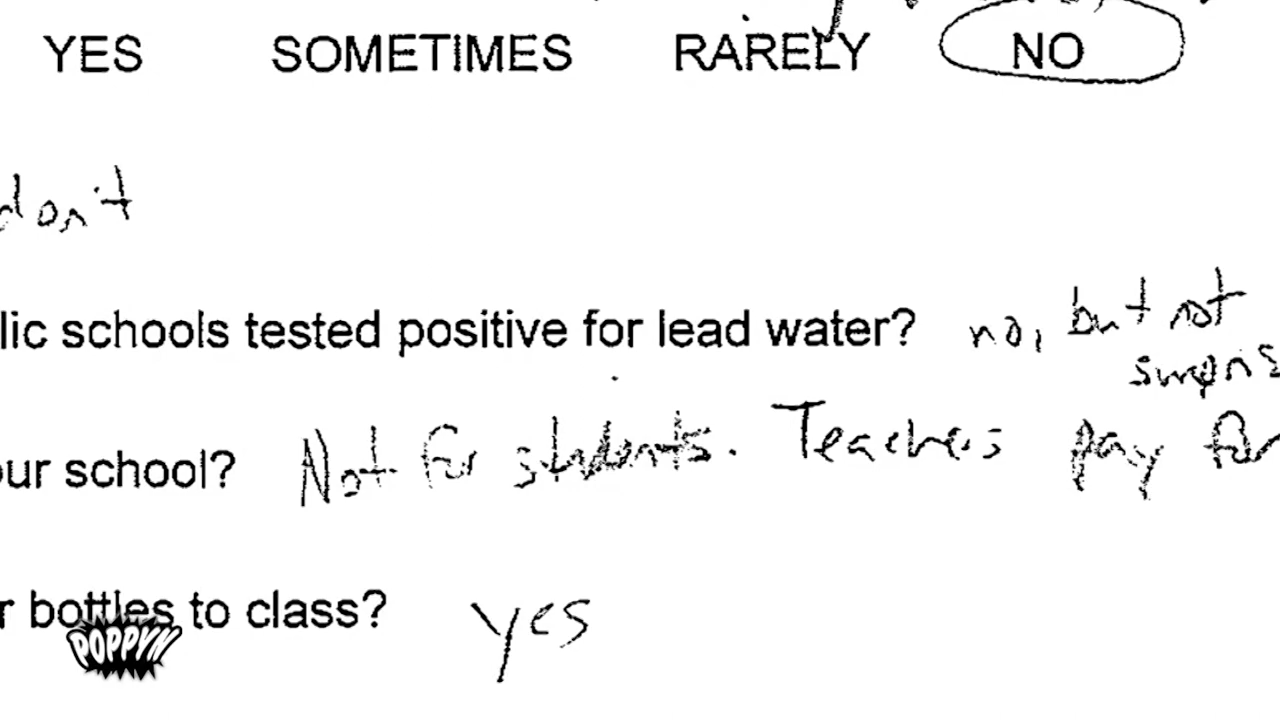 YES SOMETIMES RARELY NO
don't
lic schools tested positive for lead water? no, but not
surpris
our school? Not for students. Teachers pay for
r bottles to class? yes
POPPYN